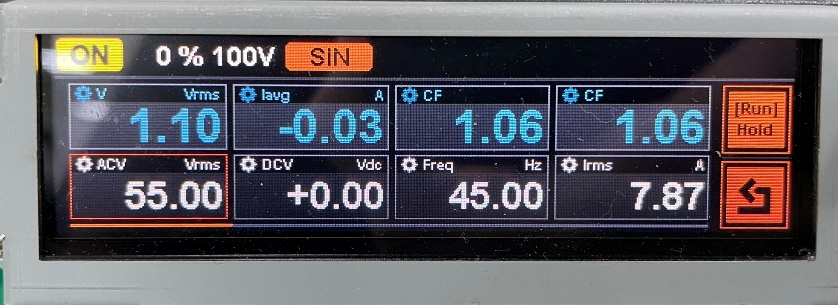 ON 0 % 100V SIN
V Vrms Iavg A CF CF
1.10 -0.03 1.06 1.06
[Run]
Hold
ACV Vrms DCV Vdc Freq Hz Irms A
55.00 +0.00 45.00 7.87